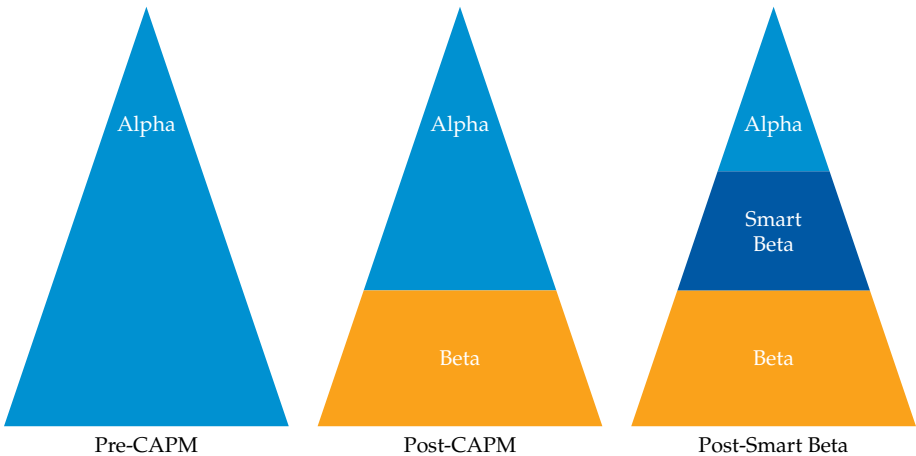 Alpha
Pre-CAPM
Alpha
Beta
Post-CAPM
Alpha
Smart
Beta
Beta
Post-Smart Beta